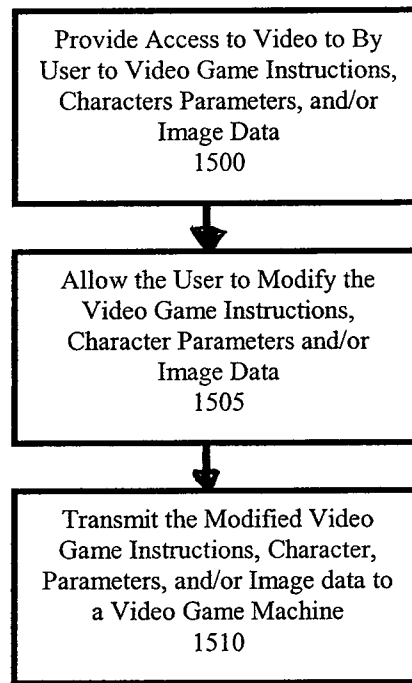 Provide Access to Video to By
User to Video Game Instructions,
Characters Parameters, and/or
Image Data
1500
Allow the User to Modify the
Video Game Instructions,
Character Parameters and/or
Image Data
1505
Transmit the Modified Video
Game Instructions, Character,
Parameters, and/or Image data to
a Video Game Machine
1510